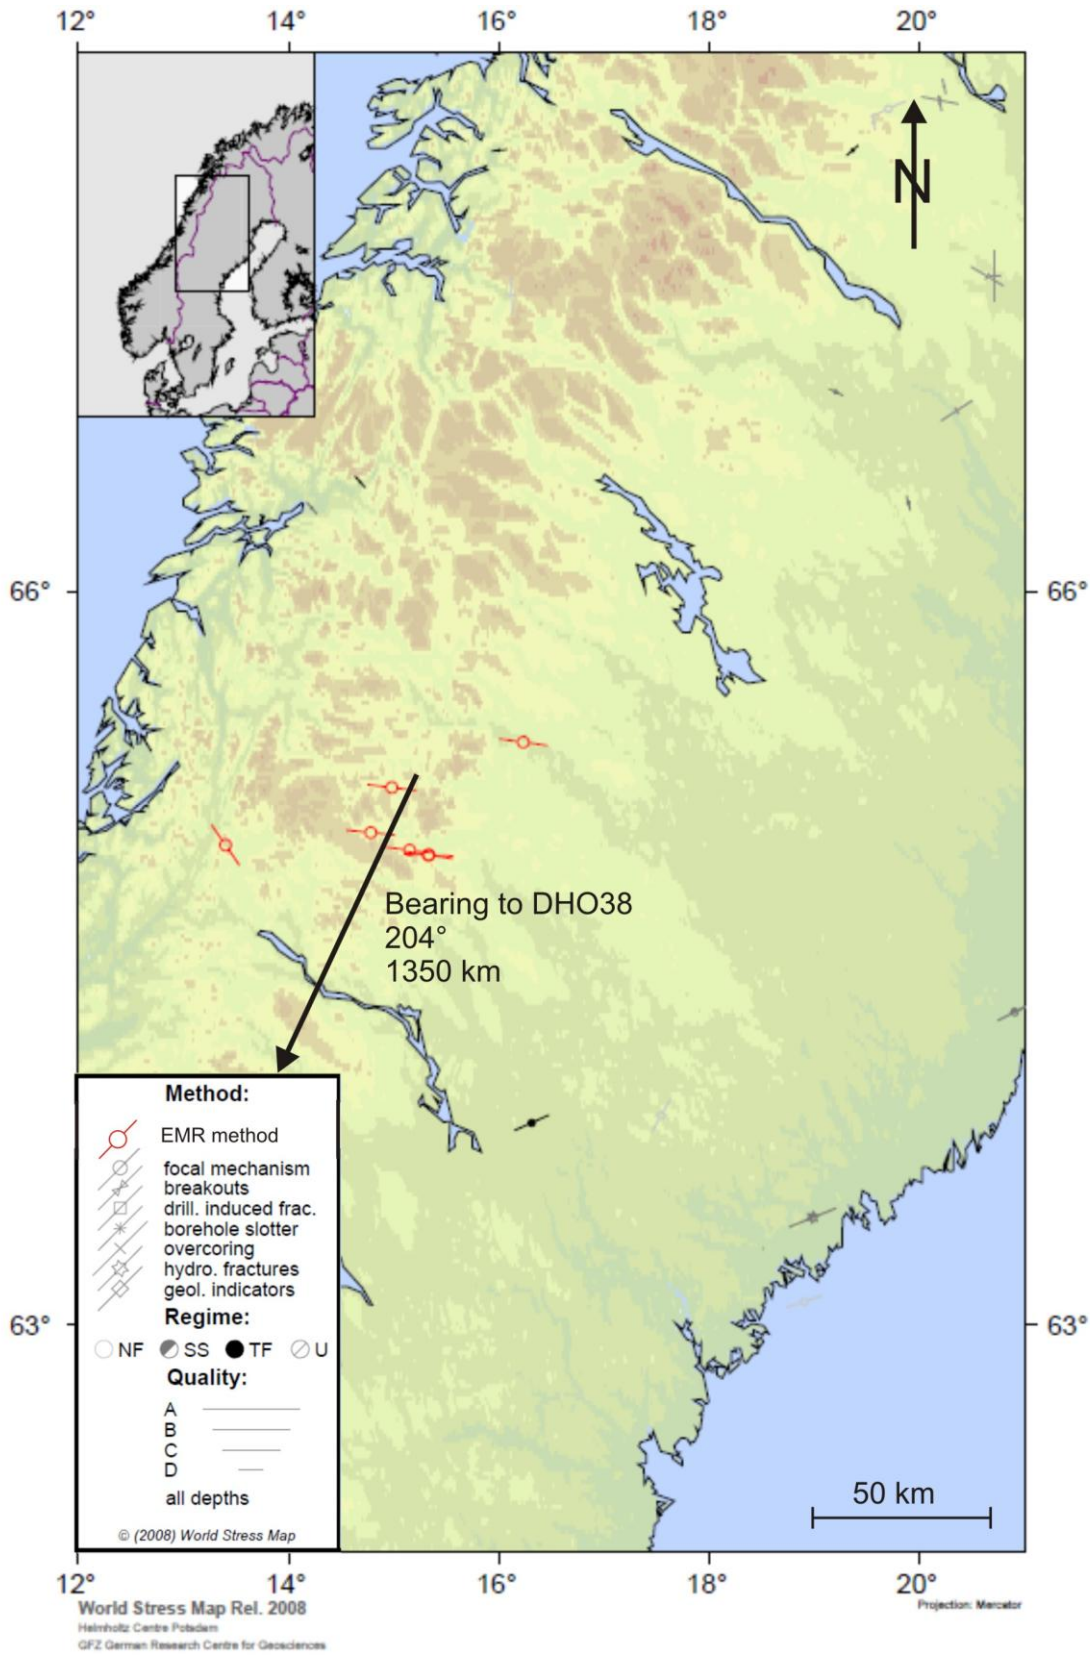 12° 14° 16° 18° 20°
N
66° 66°
Bearing to DHO38
204°
1350 km
Method:
EMR method
focal mechanism
breakouts
drill. induced frac.
borehole slotter
overcoring
hydro. fractures
geol. indicators
Regime:
NF SS TF U
Quality:
A
B
C
D
all depths
© (2008) World Stress Map
63° 63°
50 km
12° 14° 16° 18° 20°
World Stress Map Rel. 2008
Projection: Mercator
Helmholtz Centre Potsdam
GFZ German Research Centre for Geosciences